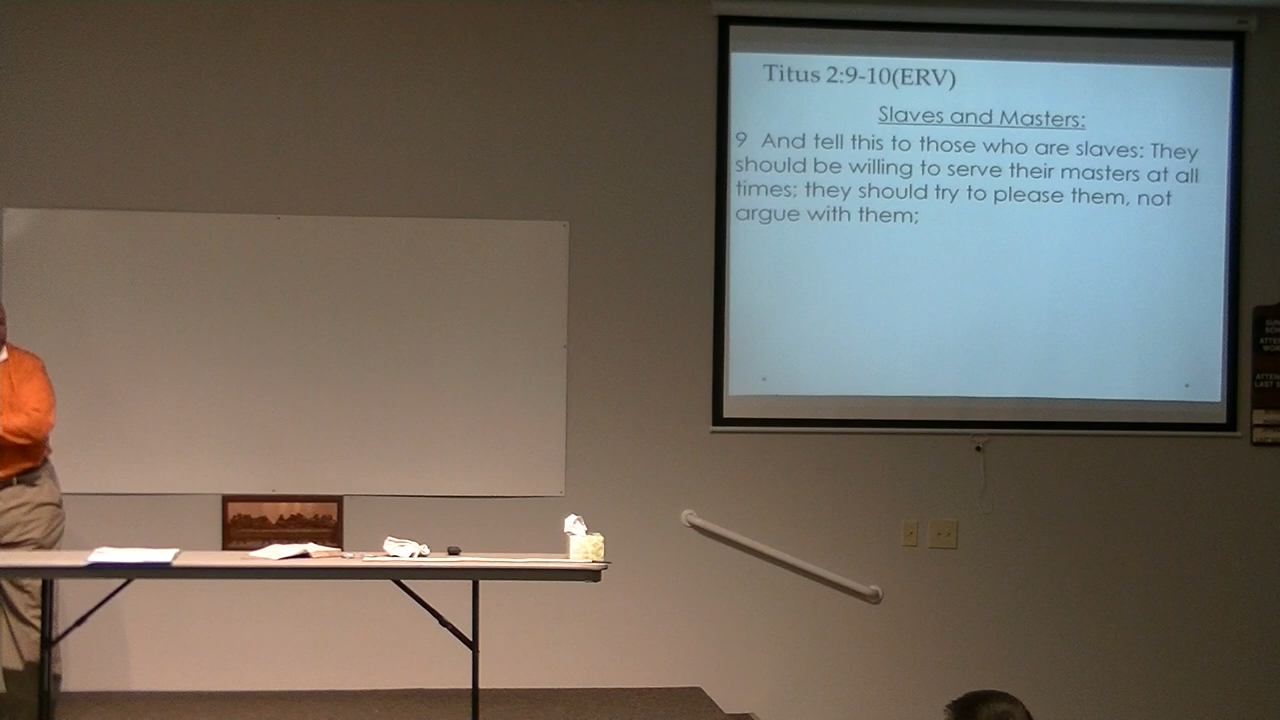 Titus 2:9-10(ERV)
Slaves and Masters:
9 And tell this to those who are slaves: They
should be willing to serve their masters at all
times; they should try to please them, not
argue with them;